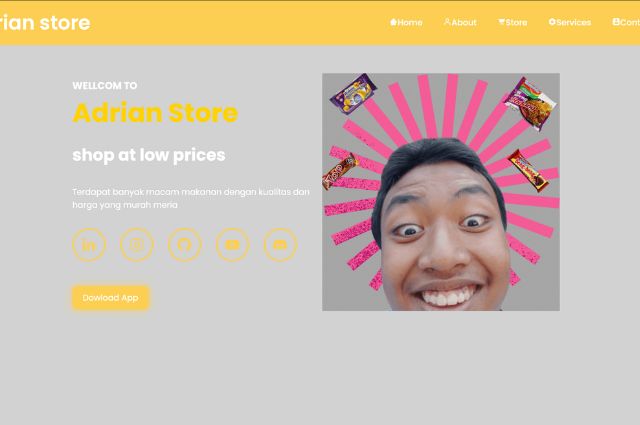 rian store
Home
About
Store
Services
Cont
WELLCOM TO
Adrian Store
shop at low prices
Terdapat banyak macam makanan dengan kualitas dan
harga yang murah meria
Dowload App